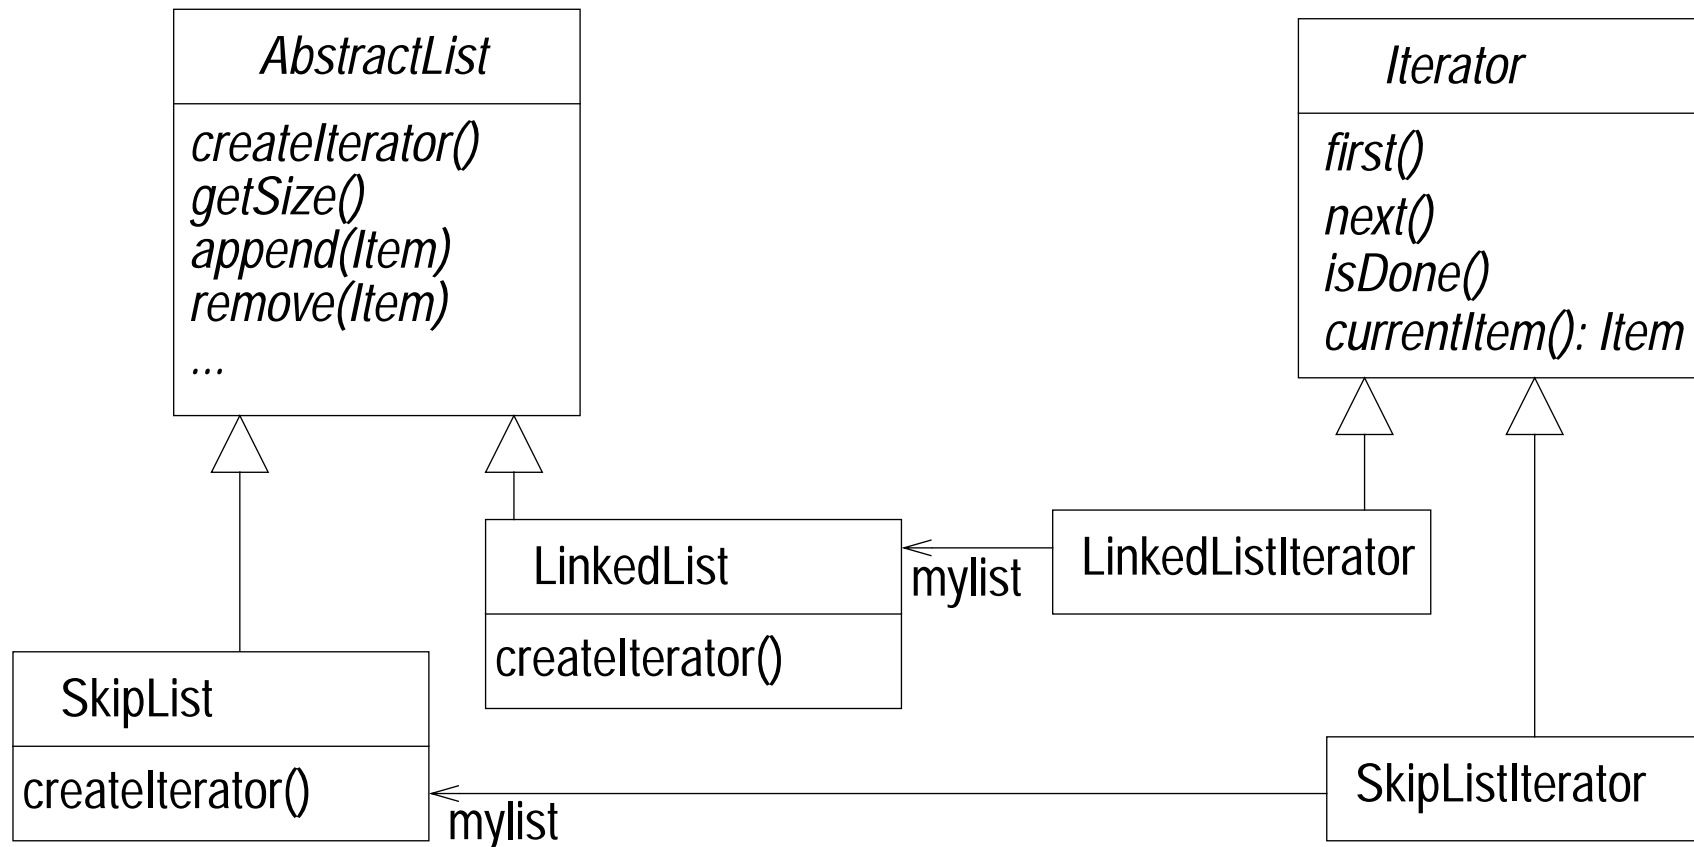 AbstractList
createIterator()
getSize()
append(Item)
remove(Item)
...
Iterator
first()
next()
isDone()
currentItem(): Item
LinkedList
createIterator()
mylist
LinkedListIterator
SkipList
createIterator()
mylist
SkipListIterator